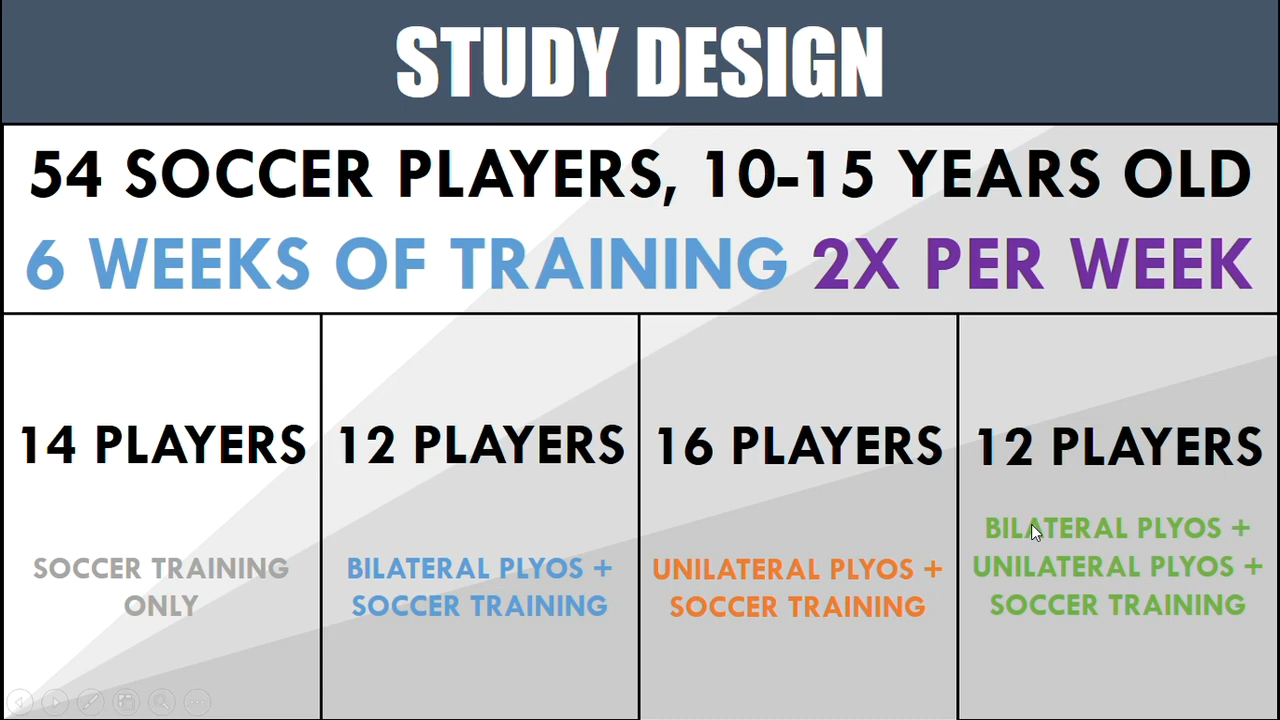 STUDY DESIGN
54 SOCCER PLAYERS, 10-15 YEARS OLD
6 WEEKS OF TRAINING 2X PER WEEK
14 PLAYERS
SOCCER TRAINING
ONLY
12 PLAYERS
BILATERAL PLYOS +
SOCCER TRAINING
16 PLAYERS
UNILATERAL PLYOS +
SOCCER TRAINING
12 PLAYERS
BILATERAL PLYOS +
UNILATERAL PLYOS +
SOCCER TRAINING